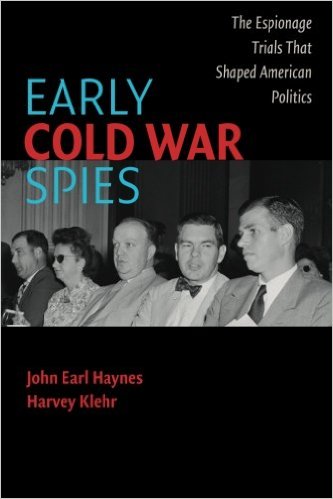 The Espionage
Trials That
Shaped American
Politics
EARLY
COLD WAR
SPIES
John Earl Haynes
Harvey Klehr